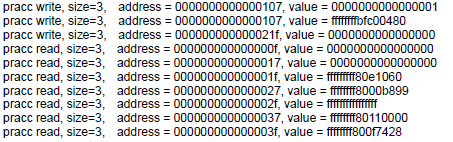 pracc write, size=3,    address = 0000000000000107, value = 0000000000000001
pracc write, size=3,    address = 0000000000000107, value = ffffffffbfc00480
pracc write, size=3,    address = 000000000000021f, value = 0000000000000000
pracc read, size=3,    address = 000000000000000f, value = 0000000000000000
pracc read, size=3,    address = 0000000000000017, value = 0000000000000000
pracc read, size=3,    address = 000000000000001f, value = ffffffff80e1060
pracc read, size=3,    address = 0000000000000027, value = ffffffff8000b899
pracc read, size=3,    address = 000000000000002f, value = ffffffffffffffff
pracc read, size=3,    address = 0000000000000037, value = ffffffff80110000
pracc read, size=3,    address = 000000000000003f, value = ffffffff800f7428